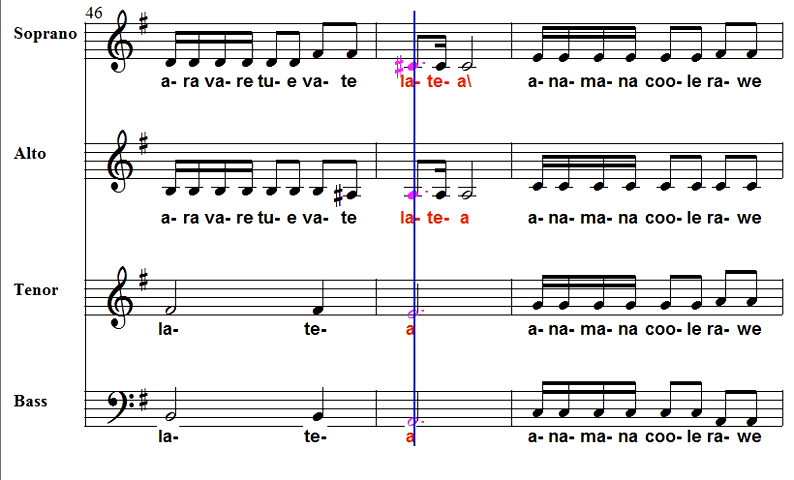 46
Soprano
a- ra va- re tu- e va- te la- te- a\ a- na- ma- na coo- le ra- we
Alto
a- ra va- re tu- e va- te la- te- a a- na- ma- na coo- le ra- we
Tenor
la- te- a a- na- ma- na coo- le ra- we
Bass
la- te- a a- na- ma- na coo- le ra- we